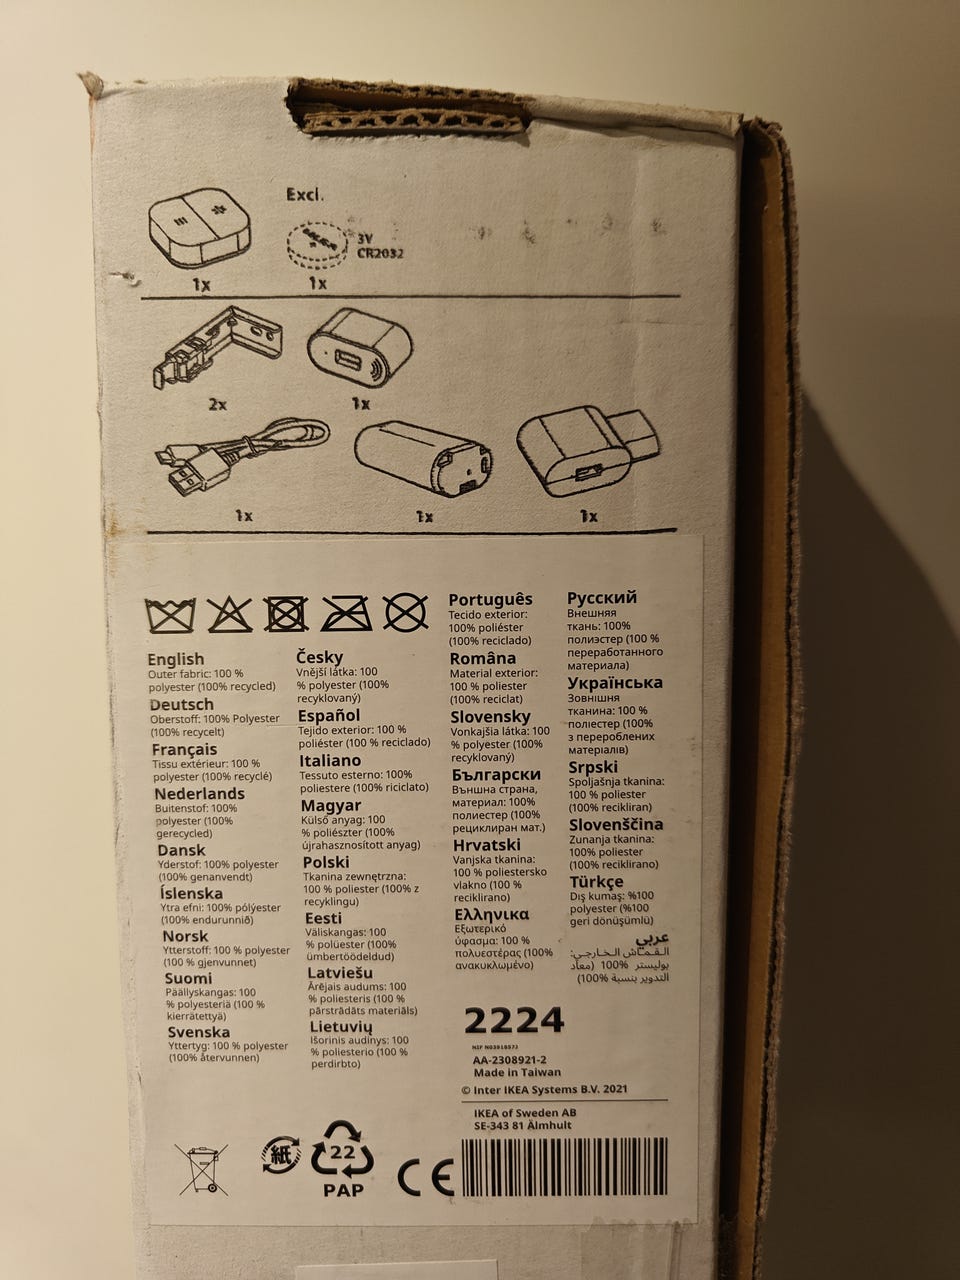 Excl.
3V
CR2032
1x
1x
2x
1x
1x
1x
1x
English
Outer fabric: 100 %
polyester (100% recycled)
Deutsch
Oberstoff: 100% Polyester
(100% recycelt)
Français
Tissu extérieur: 100 %
polyester (100% recyclé)
Nederlands
Buitenstof: 100%
polyester (100%
gerecycled)
Dansk
Yderstof: 100% polyester
(100% genanvendt)
Íslenska
Ytra efni: 100% pólýester
(100% endurunnið)
Norsk
Ytterstoff: 100 % polyester
(100 % gjenvunnet)
Suomi
Päällyskangas: 100
% polyesteriä (100 %
kierrätettyä)
Svenska
Yttertyg: 100 % polyester
(100% återvunnen)
Česky
Vnější látka: 100
% polyester (100%
recyklovaný)
Español
Tejido exterior: 100 %
poliéster (100 % reciclado)
Italiano
Tessuto esterno: 100%
poliestere (100% riciclato)
Magyar
Külső anyag: 100
% poliészter (100%
újrahasznosított anyag)
Polski
Tkanina zewnętrzna:
100 % poliester (100% z
recyklingu)
Eesti
Väliskangas: 100
% polüester (100%
ümbertöödeldud)
Latviešu
Ārējais audums: 100
% poliesteris (100 %
pārstrādāts materiāls)
Lietuvių
Išorinis audinys: 100
% poliesterio (100 %
perdirbto)
Português
Tecido exterior:
100% poliéster
(100% reciclado)
Româna
Material exterior:
100 % poliester
(100% reciclat)
Slovensky
Vonkajšia látka: 100
% polyester (100%
recyklovaný)
Български
Външна страна,
материал: 100%
полиестер (100%
рециклиран мат.)
Hrvatski
Vanjska tkanina:
100 % poliestersko
vlakno (100 %
reciklirano)
Ελληνικα
Εξωτερικό
ύφασμα: 100 %
πολυεστέρας (100%
ανακυκλωμένο)
Русский
Внешняя
ткань: 100%
полиэстер (100 %
переработанного
материала)
Українська
Зовнішня
тканина: 100 %
поліестер (100%
з перероблених
матеріалів)
Srpski
Spoljašnja tkanina:
100 % poliester
(100% recikliran)
Slovenščina
Zunanja tkanina:
100% poliester
(100% reciklirano)
Türkçe
Dış kumaş: %100
polyester (%100
geri dönüşümlü)
عربي
القماش الخارجي:
بوليستر 100% (معاد
التدوير بنسبة 100%)
2224
AA-2308921-2
Made in Taiwan
© Inter IKEA Systems B.V. 2021
IKEA of Sweden AB
SE-343 81 Älmhult
紙
22
PAP
CE